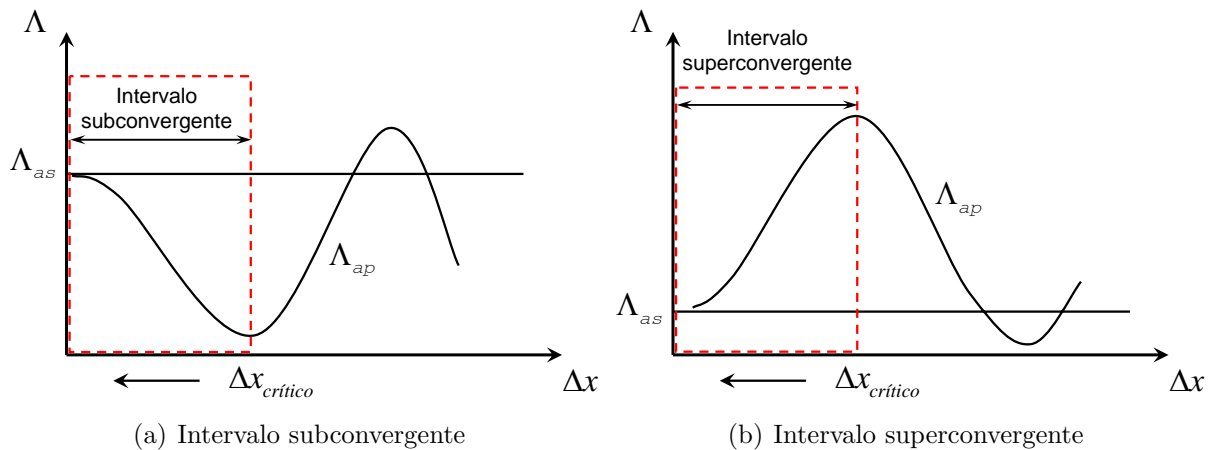 Λ
Intervalo
subconvergente
Λas
Λap
Δxcrítico
Δx
(a) Intervalo subconvergente
Λ
Intervalo
superconvergente
Λap
Λas
Δxcrítico
Δx
(b) Intervalo superconvergente